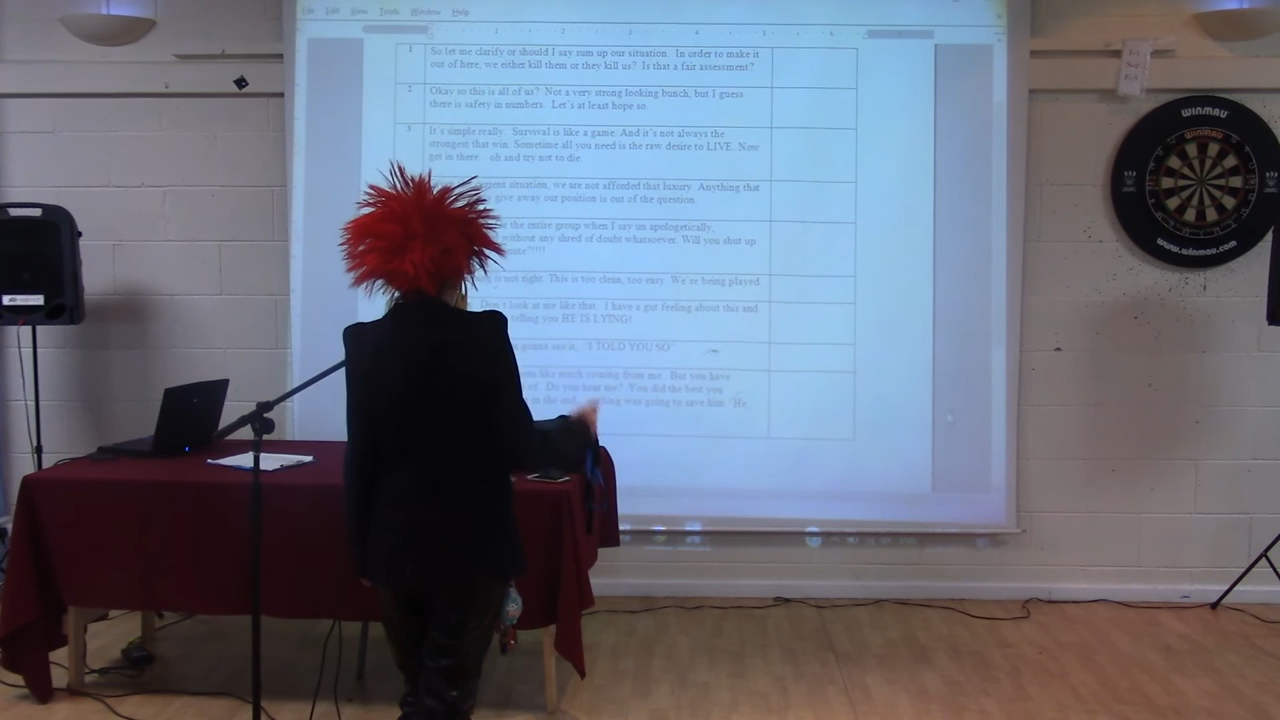 File Edit View Tools Window Help
1 So let me clarify or should I say sum up our situation. In order to make it
out of here, we either kill them or they kill us? Is that a fair assessment?
2 Okay so this is all of us? Not a very strong looking bunch, but I guess
there is safety in numbers. Let's at least hope so.
3 It's simple really. Survival is like a game. And it's not always the
strongest that win. Sometime all you need is the raw desire to LIVE. Now
get in there... oh and try not to die.
situation, we are not afforded that luxury. Anything that
give away our position is out of the question.
the entire group when I say un apologetically,
without any shred of doubt whatsoever. Will you shut up
is not right. This is too clean, too easy. We're being played
Don't look at me like that. I have a gut feeling about this and
telling you HE IS LYING!
gonna say it, "I TOLD YOU SO"
like much coming from me. But you have
of. Do you hear me? You did the best you
in the end was going to save him. He
WINMAU
WINMAU
www.winmau.com